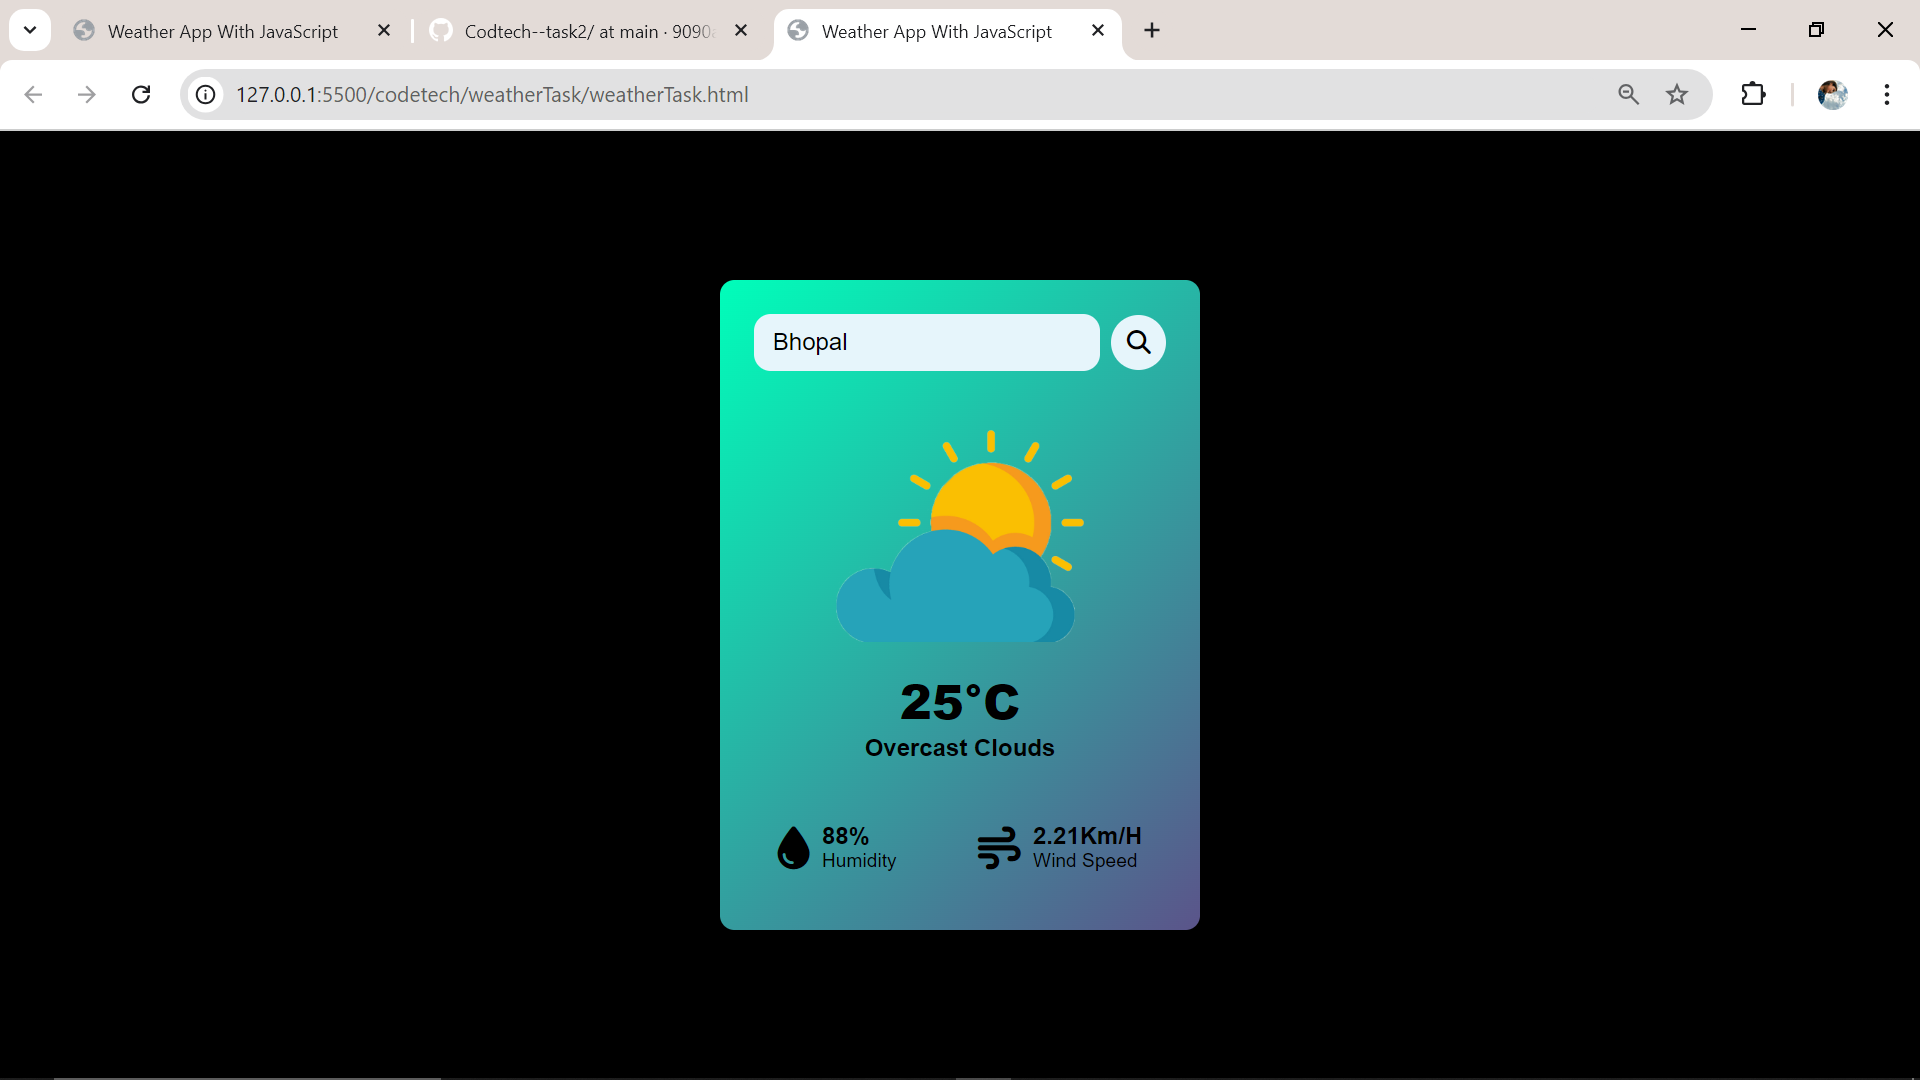 Weather App With JavaScript
Codtech--task2/ at main · 9090
Weather App With JavaScript
127.0.0.1:5500/codetech/weatherTask/weatherTask.html
Bhopal
25°C
Overcast Clouds
88%
Humidity
2.21Km/H
Wind Speed